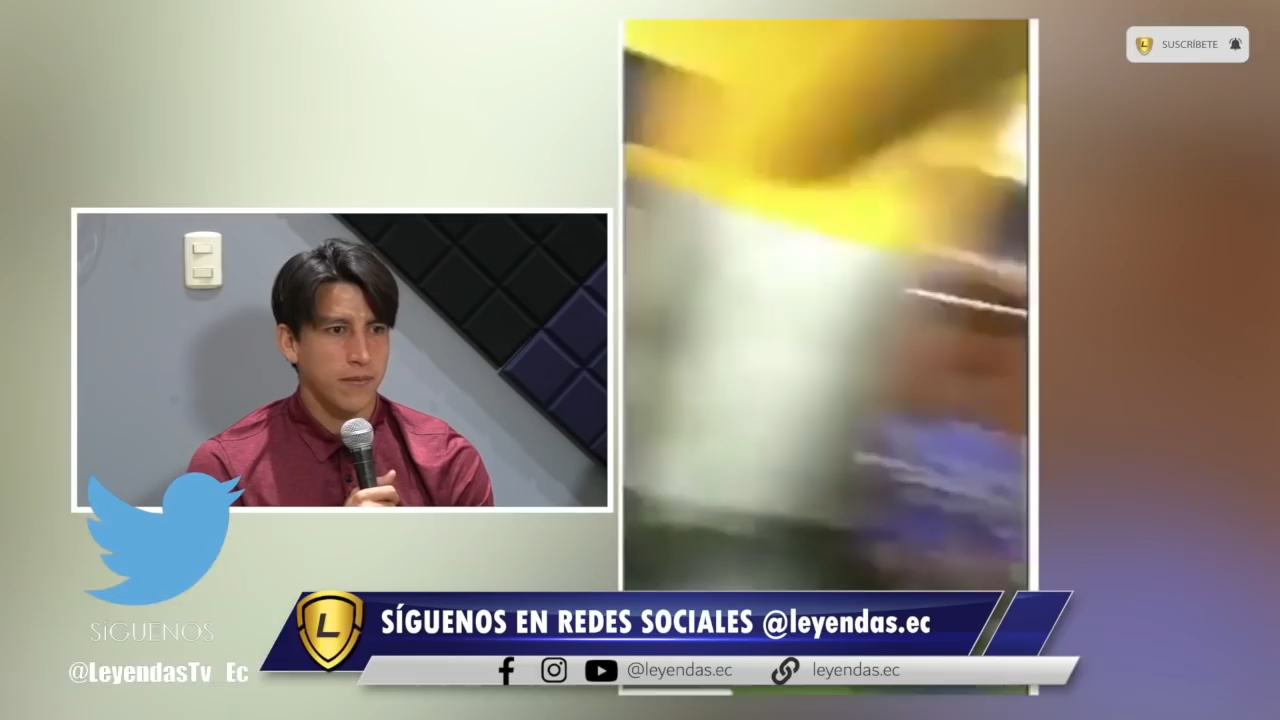 SUSCRÍBETE
SÍGUENOS EN REDES SOCIALES @leyendas.ec
L
@leyendas.ec
leyendas.ec
SÍGUENOS
@LeyendasTv_Ec